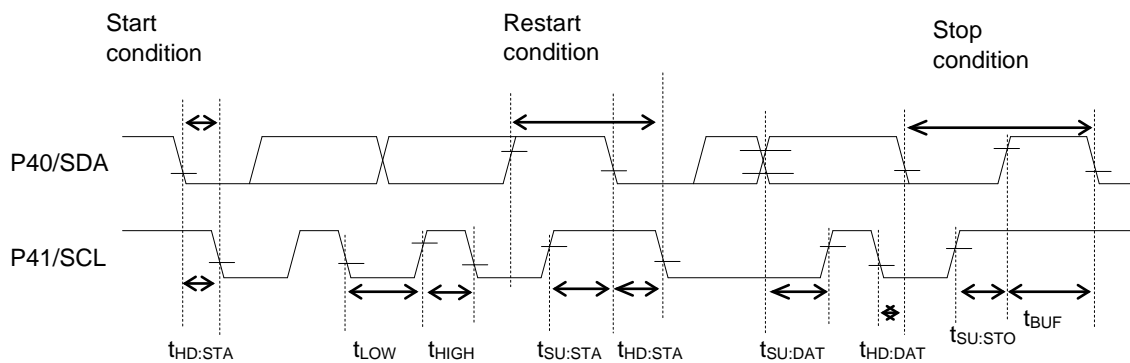 Start
condition
Restart
condition
Stop
condition
P40/SDA
P41/SCL
tHD:STA
tLOW
tHIGH
tSU:STA
tHD:STA
tSU:DAT
tHD:DAT
tSU:STO
tBUF